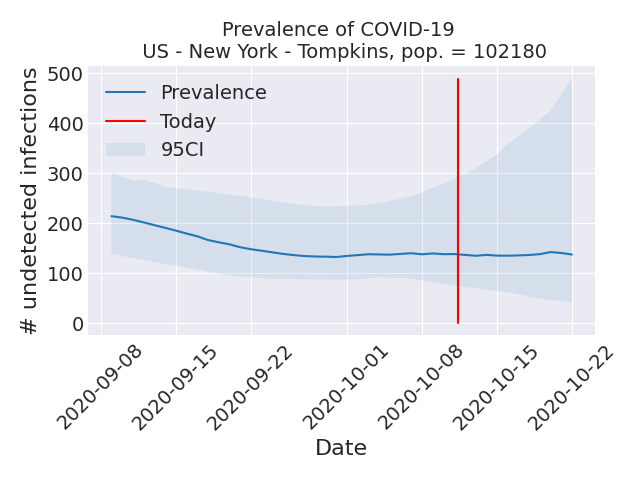 Prevalence of COVID-19
US - New York - Tompkins, pop. = 102180
# undetected infections
500
400
300
200
100
0
Prevalence
Today
95CI
2020-09-08
2020-09-15
2020-09-22
2020-10-01
2020-10-08
2020-10-15
2020-10-22
Date